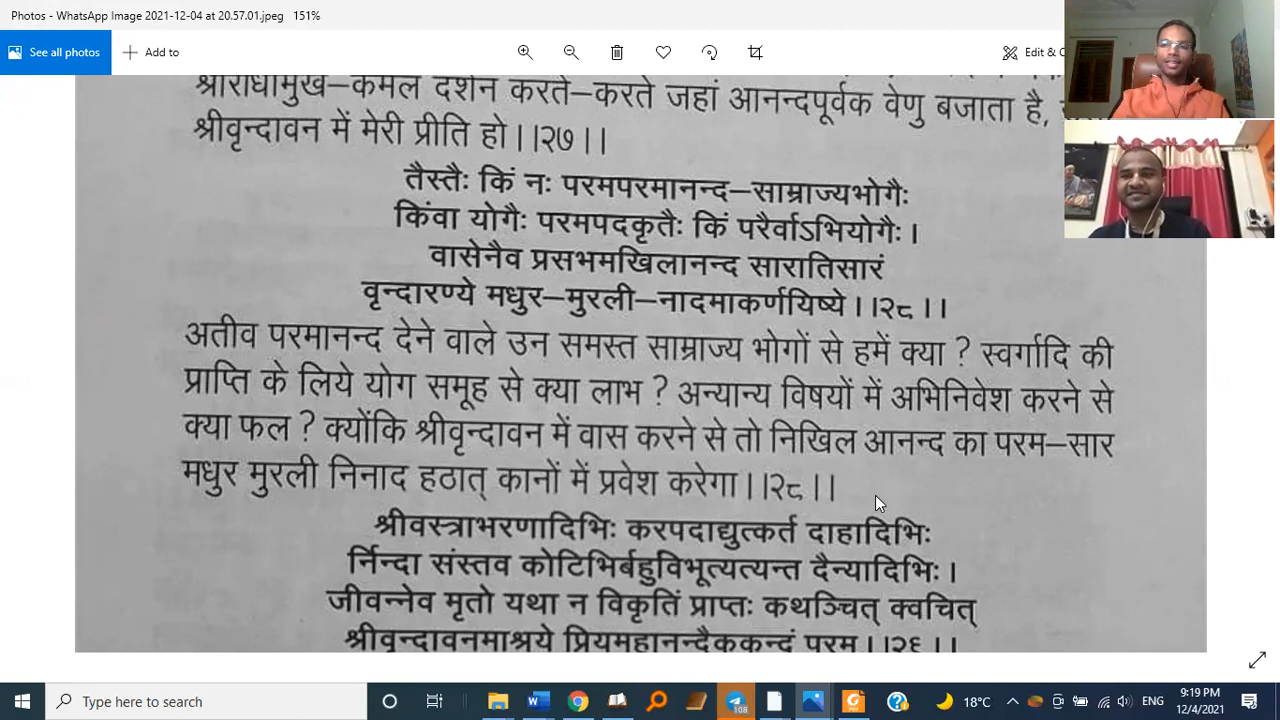 Photos - WhatsApp Image 2021-12-04 at 20.57.01.jpeg 151%
See all photos
Add to
Edit & C
श्रीराधामुख–कमल दर्शन करते–करते जहां आनन्दपूर्वक वेणु बजाता है,
श्रीवृन्दावन में मेरी प्रीति हो।।२७।।
तैस्तैः किं नः परमपरमानन्द–साम्राज्यभोगैः
किंवा योगैः परमपदकृतैः किं परैर्वाऽभियोगैः।
वासेनैव प्रसभमखिलानन्द सारातिसारं
वृन्दारण्ये मधुर–मुरली–नादमाकर्णयिष्ये।।२८।।
अतीव परमानन्द देने वाले उन समस्त साम्राज्य भोगों से हमें क्या ? स्वर्गादि की
प्राप्ति के लिये योग समूह से क्या लाभ ? अन्यान्य विषयों में अभिनिवेश करने से
क्या फल ? क्योंकि श्रीवृन्दावन में वास करने से तो निखिल आनन्द का परम–सार
मधुर मुरली निनाद हठात् कानों में प्रवेश करेगा।।२८।।
श्रीवस्त्राभरणादिभिः करपदाद्युत्कर्त दाहादिभिः
र्निन्दा संस्तव कोटिभिर्बहुविभूत्यत्यन्त दैन्यादिभिः।
जीवन्नेव मृतो यथा न विकृतिं प्राप्तः कथञ्चित् क्वचित्
श्रीवृन्दावनमाश्रये प्रियमहानन्दैककन्दं परम।।२९।।
Type here to search
108
18°C
ENG
9:19 PM
12/4/2021